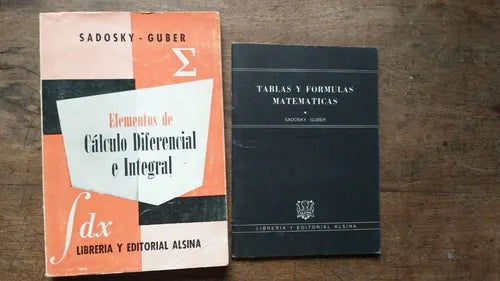 SADOSKY - GUBER
Σ
Elementos de
Cálculo Diferencial
e Integral
∫dx
LIBRERIA Y EDITORIAL ALSINA
TABLAS Y FORMULAS
MATEMATICAS
SADOSKY - GUBER
LIBRERIA Y EDITORIAL ALSINA